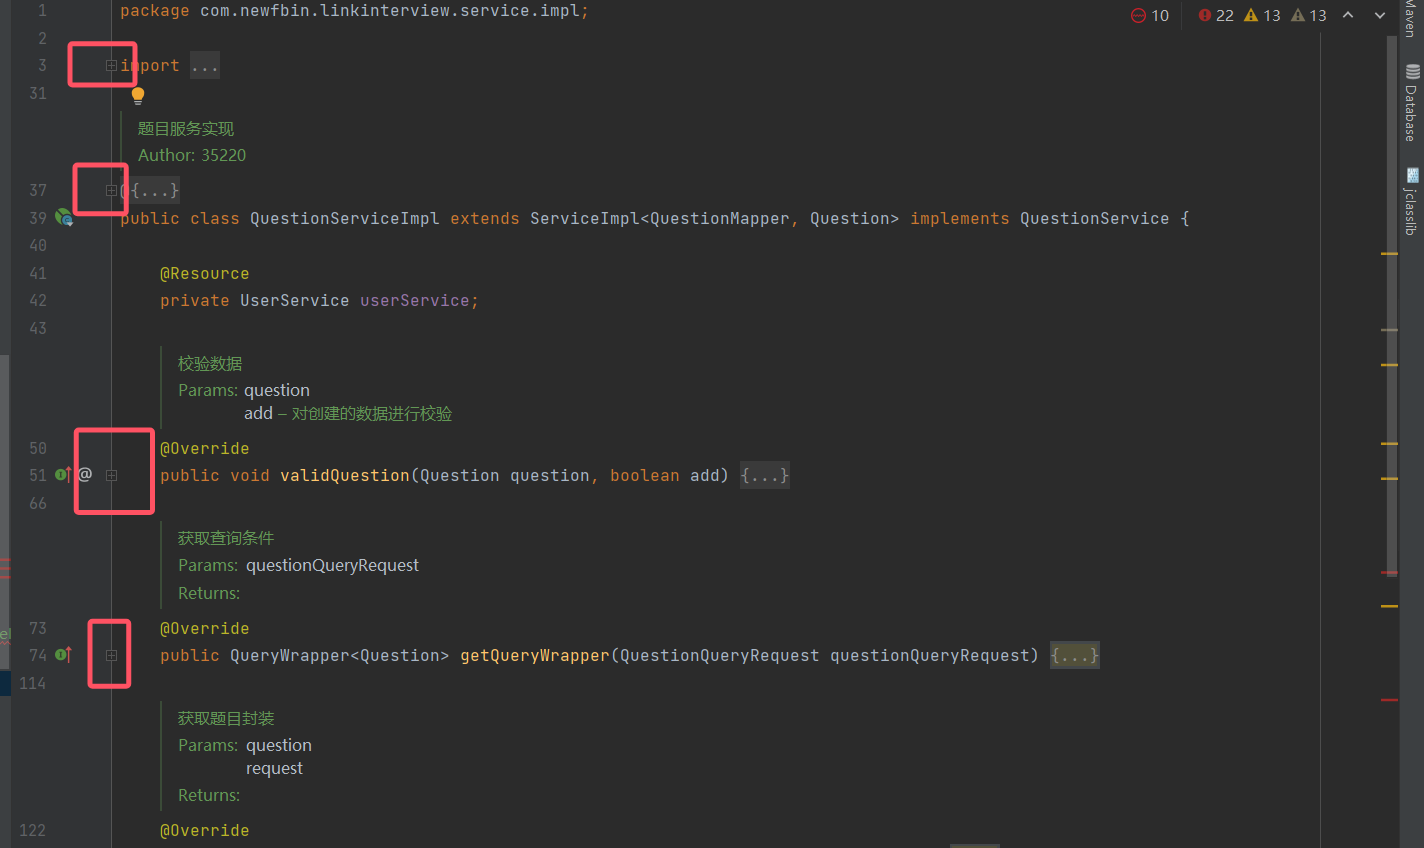 1 package com.newfbin.linkinterview.service.impl;
10 22 13 13
2
3 import ...
31
题目服务实现
Author: 35220
37 @{...}
39 public class QuestionServiceImpl extends ServiceImpl<QuestionMapper, Question> implements QuestionService {
40
41 @Resource
42 private UserService userService;
43
校验数据
Params: question
add – 对创建的数据进行校验
50 @Override
51 @ public void validQuestion(Question question, boolean add) {...}
66
获取查询条件
Params: questionQueryRequest
Returns:
73 @Override
74 public QueryWrapper<Question> getQueryWrapper(QuestionQueryRequest questionQueryRequest) {...}
114
获取题目封装
Params: question
request
Returns:
122 @Override
Maven
Database
jclasslib